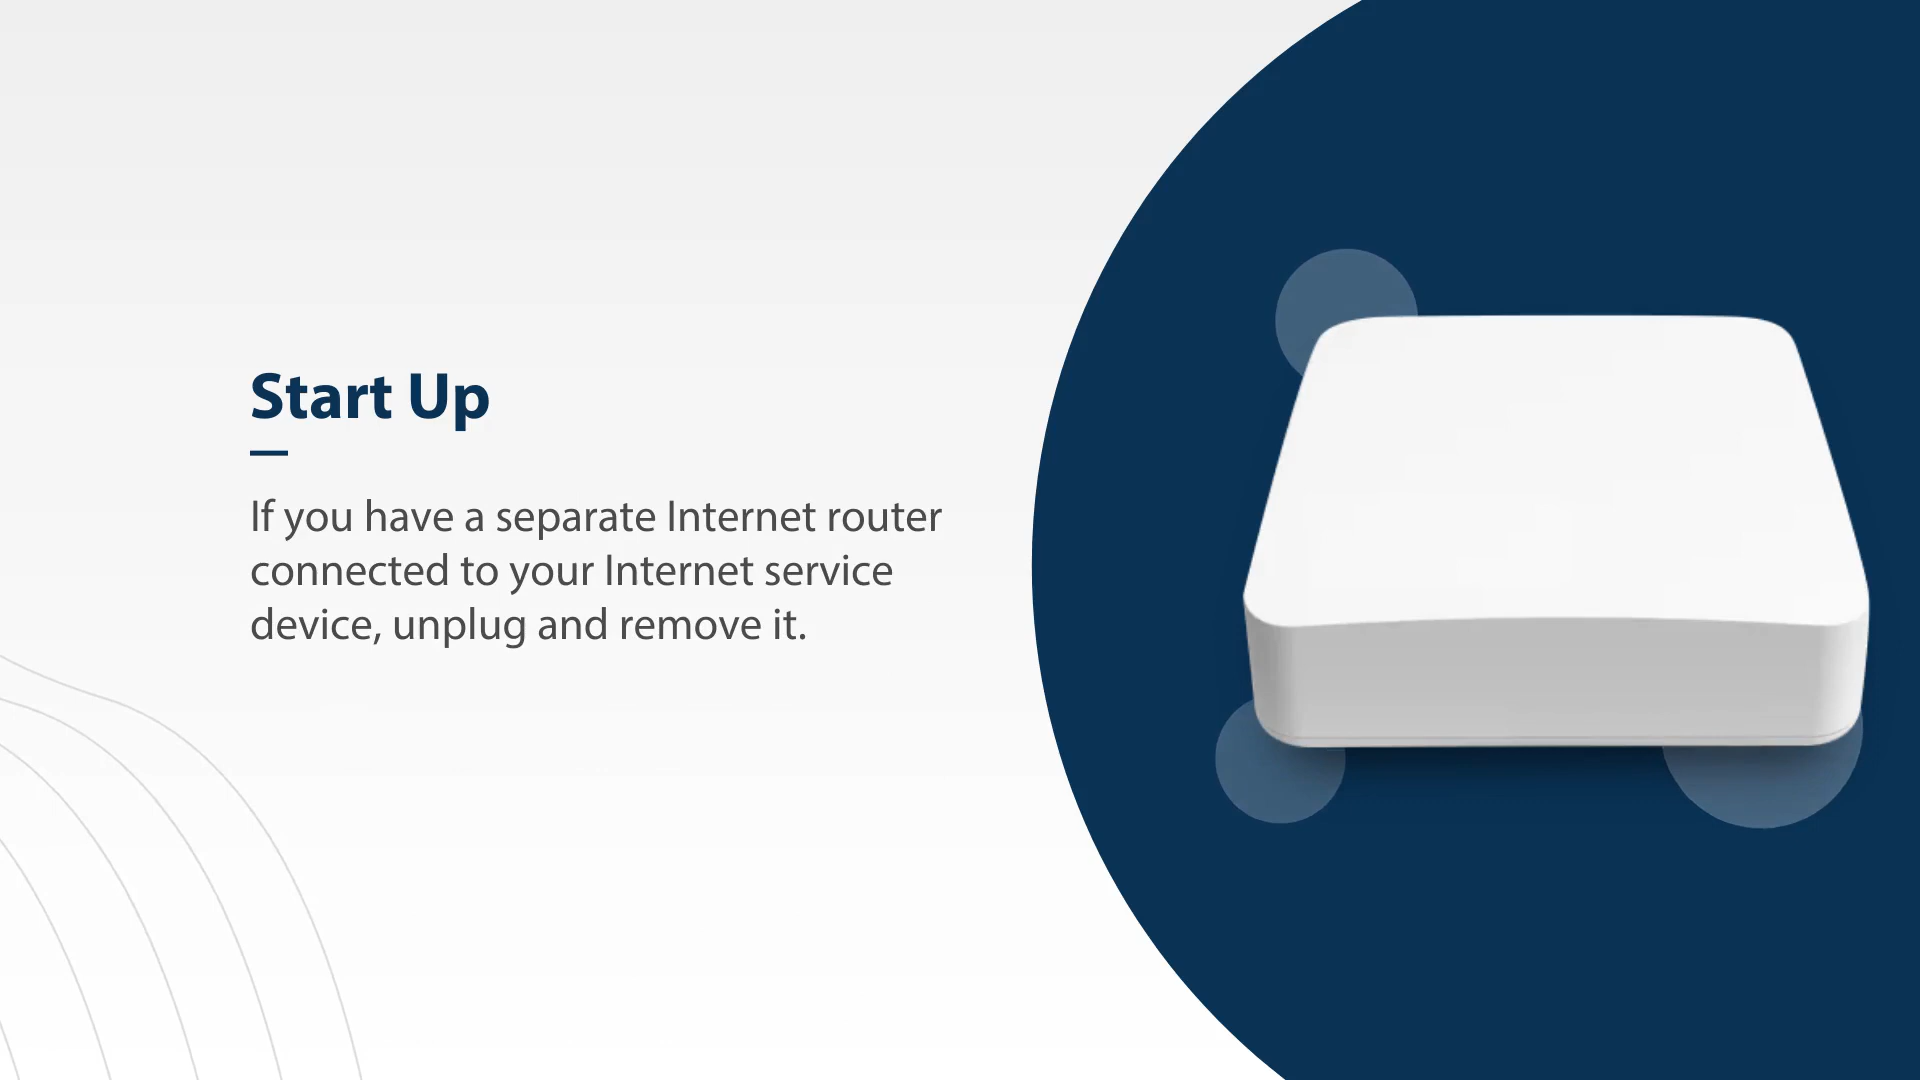 Start Up
If you have a separate Internet router
connected to your Internet service
device, unplug and remove it.